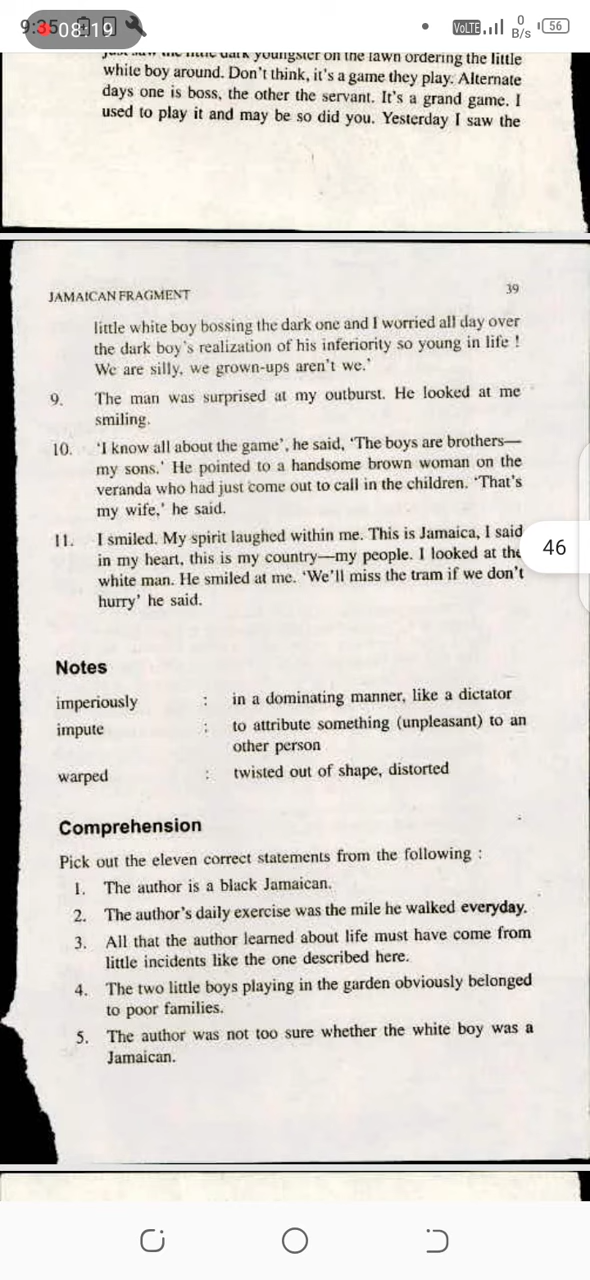 9:35
08:19
VoLTE
0
B/s
56
dark youngster on the lawn ordering the little
white boy around. Don't think, it's a game they play. Alternate
days one is boss, the other the servant. It's a grand game. I
used to play it and may be so did you. Yesterday I saw the
JAMAICAN FRAGMENT 39
little white boy bossing the dark one and I worried all day over
the dark boy's realization of his inferiority so young in life !
We are silly, we grown-ups aren't we.'
9. The man was surprised at my outburst. He looked at me
smiling.
10. 'I know all about the game', he said, 'The boys are brothers—
my sons.' He pointed to a handsome brown woman on the
veranda who had just come out to call in the children. 'That's
my wife,' he said.
11. I smiled. My spirit laughed within me. This is Jamaica, I said
in my heart, this is my country—my people. I looked at the
white man. He smiled at me. 'We'll miss the tram if we don't
hurry' he said.
46
Notes
imperiously : in a dominating manner, like a dictator
impute : to attribute something (unpleasant) to an
other person
warped : twisted out of shape, distorted
Comprehension
Pick out the eleven correct statements from the following :
1. The author is a black Jamaican.
2. The author's daily exercise was the mile he walked everyday.
3. All that the author learned about life must have come from
little incidents like the one described here.
4. The two little boys playing in the garden obviously belonged
to poor families.
5. The author was not too sure whether the white boy was a
Jamaican.